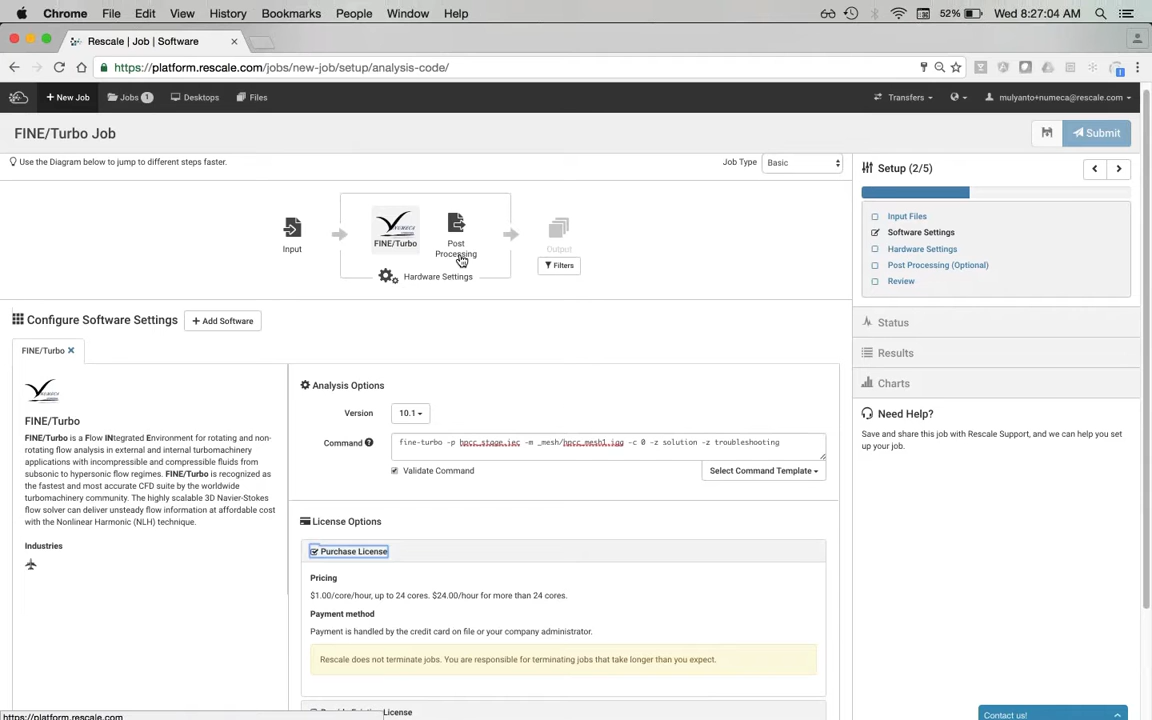 Chrome File Edit View History Bookmarks People Window Help 52% Wed 8:27:04 AM
Rescale | Job | Software
https://platform.rescale.com/jobs/new-job/setup/analysis-code/
+ New Job Jobs 1 Desktops Files Transfers mulyanto+numeca@rescale.com
FINE/Turbo Job Submit
Use the Diagram below to jump to different steps faster. Job Type Basic
Setup (2/5)
Input Files
Software Settings
Hardware Settings
Post Processing (Optional)
Review
Status
Results
Charts
Need Help?
Save and share this job with Rescale Support, and we can help you set
up your job.
Input
NUMECA
FINE/Turbo
Post
Processing
Hardware Settings
Output
Filters
Configure Software Settings + Add Software
FINE/Turbo
FINE/Turbo
FINE/Turbo is a Flow INtegrated Environment for rotating and non-
rotating flow analysis in external and internal turbomachinery
applications with incompressible and compressible fluids from
subsonic to hypersonic flow regimes. FINE/Turbo is recognized as
the fastest and most accurate CFD suite by the worldwide
turbomachinery community. The highly scalable 3D Navier-Stokes
flow solver can deliver unsteady flow information at affordable cost
with the Nonlinear Harmonic (NLH) technique.
Industries
Analysis Options
Version 10.1
Command fine-turbo -p hpcc_stage.iec -m _mesh/hpcc_mesh1.igg -c 0 -z solution -z troubleshooting
Validate Command Select Command Template
License Options
Purchase License
Pricing
$1.00/core/hour, up to 24 cores. $24.00/hour for more than 24 cores.
Payment method
Payment is handled by the credit card on file or your company administrator.
Rescale does not terminate jobs. You are responsible for terminating jobs that take longer than you expect.
License
https://platform.rescale.com
Contact us!